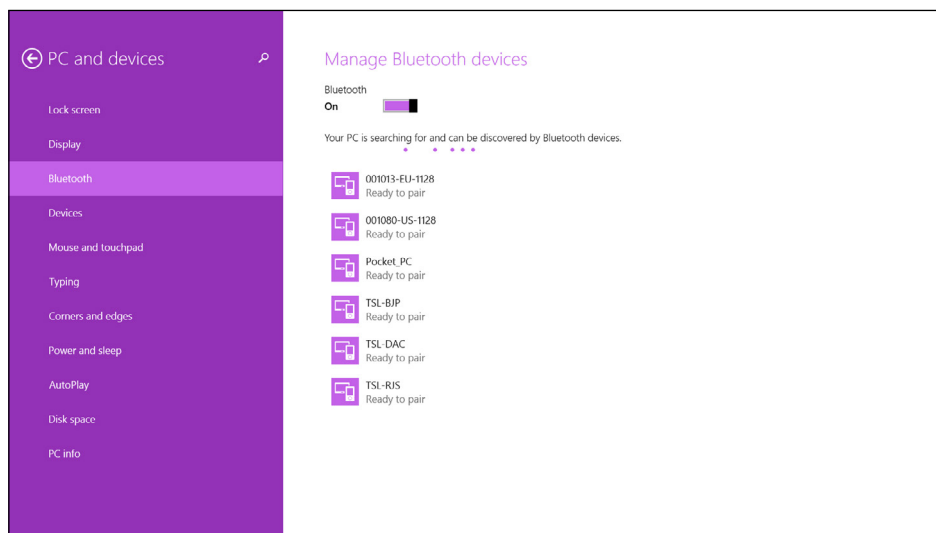 PC and devices
Lock screen
Display
Bluetooth
Devices
Mouse and touchpad
Typing
Corners and edges
Power and sleep
AutoPlay
Disk space
PC info
Manage Bluetooth devices
Bluetooth
On
Your PC is searching for and can be discovered by Bluetooth devices.
001013-EU-1128
Ready to pair
001080-US-1128
Ready to pair
Pocket_PC
Ready to pair
TSL-BJP
Ready to pair
TSL-DAC
Ready to pair
TSL-RJS
Ready to pair